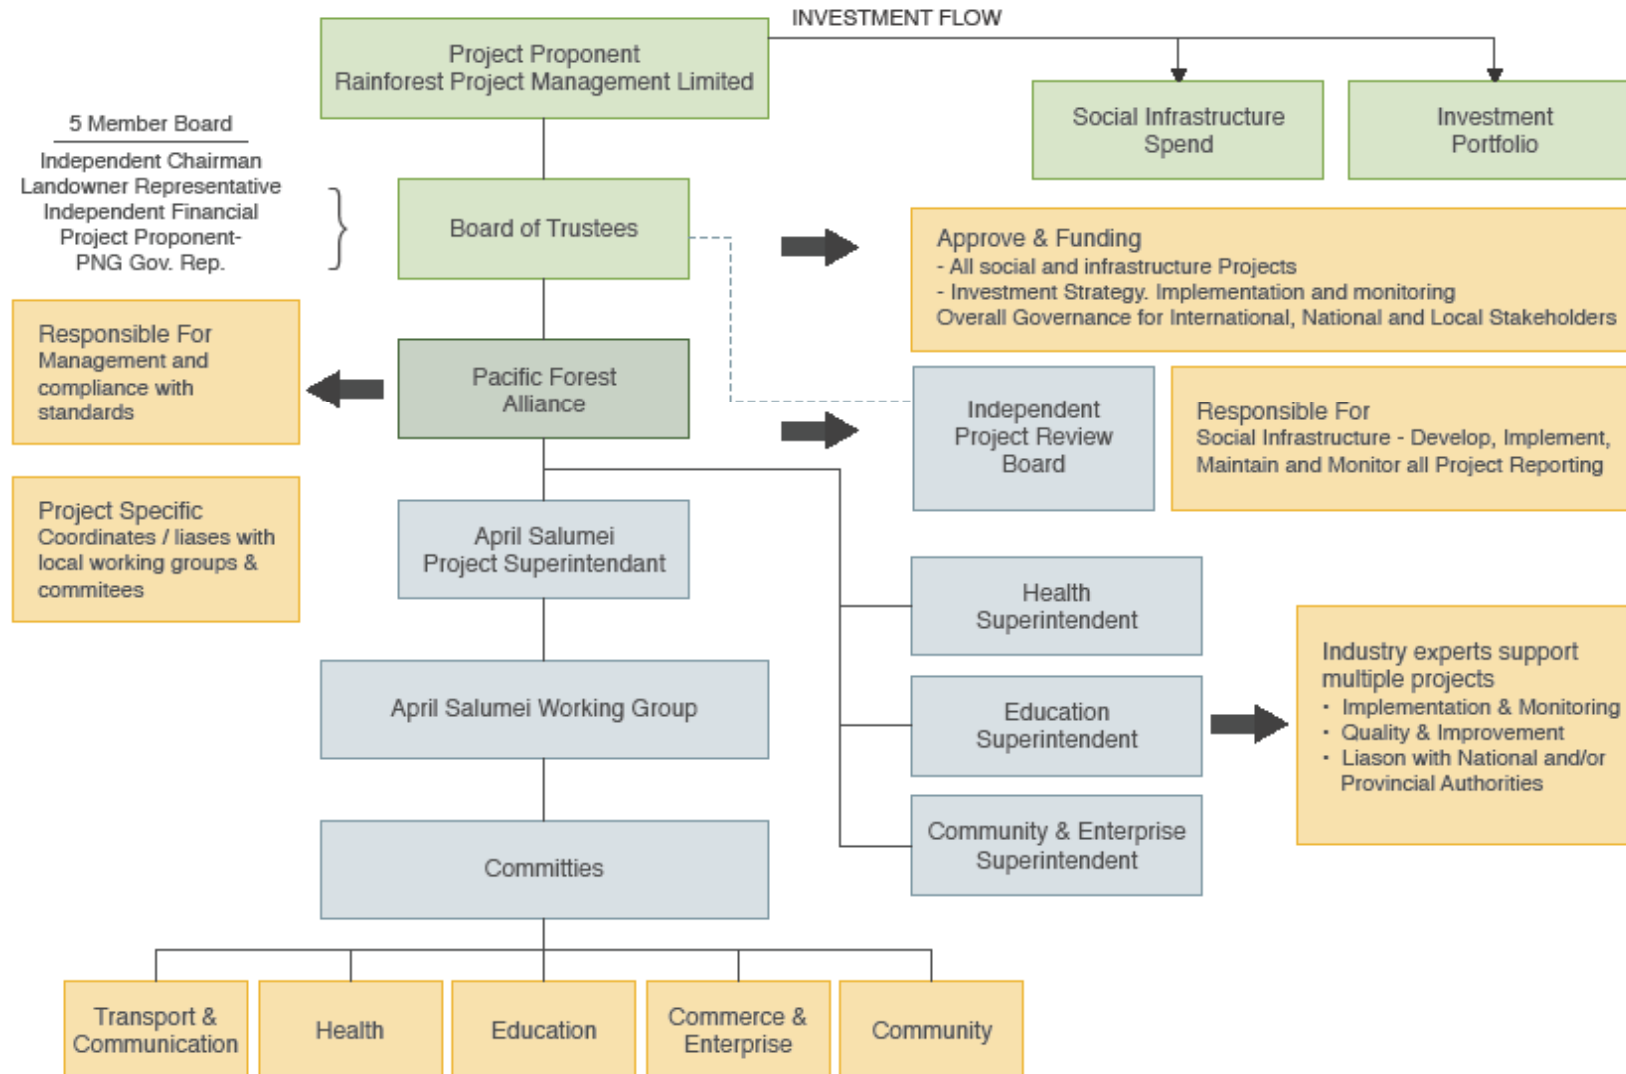 INVESTMENT FLOW
Project Proponent
Rainforest Project Management Limited
Social Infrastructure
Spend
Investment
Portfolio
5 Member Board
Independent Chairman
Landowner Representative
Independent Financial
Project Proponent-
PNG Gov. Rep.
Board of Trustees
Approve & Funding
- All social and infrastructure Projects
- Investment Strategy. Implementation and monitoring
Overall Governance for International, National and Local Stakeholders
Responsible For
Management and
compliance with
standards
Pacific Forest
Alliance
Independent
Project Review
Board
Responsible For
Social Infrastructure - Develop, Implement,
Maintain and Monitor all Project Reporting
Project Specific
Coordinates / liases with
local working groups &
commitees
April Salumei
Project Superintendant
Health
Superintendent
April Salumei Working Group
Education
Superintendent
Industry experts support
multiple projects
• Implementation & Monitoring
• Quality & Improvement
• Liason with National and/or
Provincial Authorities
Committies
Community & Enterprise
Superintendent
Transport &
Communication
Health
Education
Commerce &
Enterprise
Community